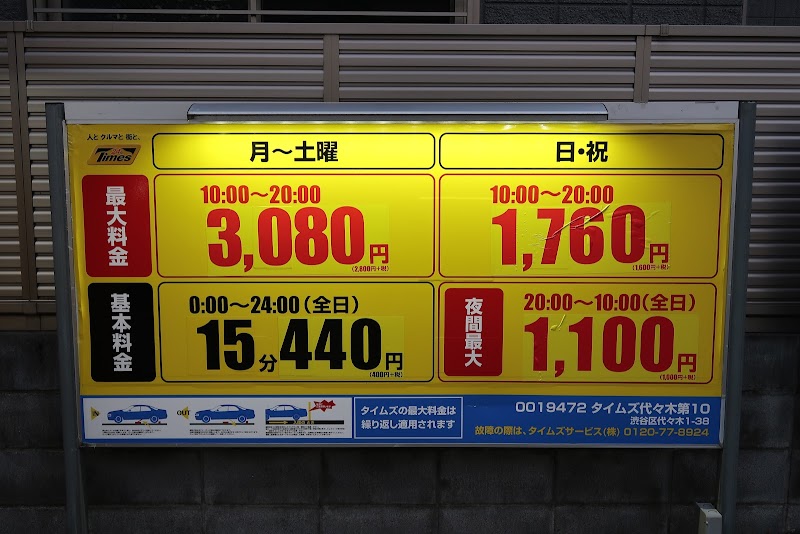 人とクルマと街と。
Times
月～土曜
日・祝
最大料金
10:00～20:00
3,080円
(2,800円+税)
10:00～20:00
1,760円
(1,600円+税)
基本料金
0:00～24:00（全日）
15分440円
(400円+税)
夜間最大
20:00～10:00（全日）
1,100円
(1,000円+税)
IN
OUT
タイムズの最大料金は
繰り返し適用されます
0019472 タイムズ代々木第10
渋谷区代々木1-38
故障の際は、タイムズサービス(株) 0120-77-8924